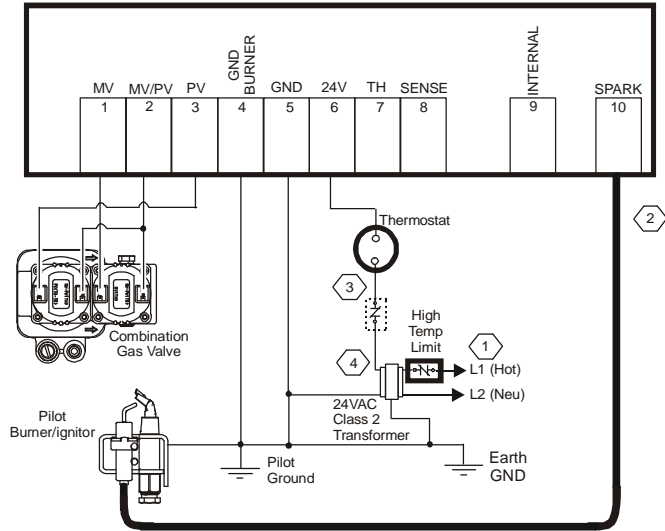 MV
MV/PV
PV
GND
BURNER
GND
24V
TH
SENSE
INTERNAL
SPARK
1
2
3
4
5
6
7
8
9
10
2
Thermostat
3
High
Temp
Limit
1
4
L1 (Hot)
L2 (Neu)
Combination
Gas Valve
24VAC
Class 2
Transformer
Pilot
Burner/ignitor
Pilot
Ground
Earth
GND